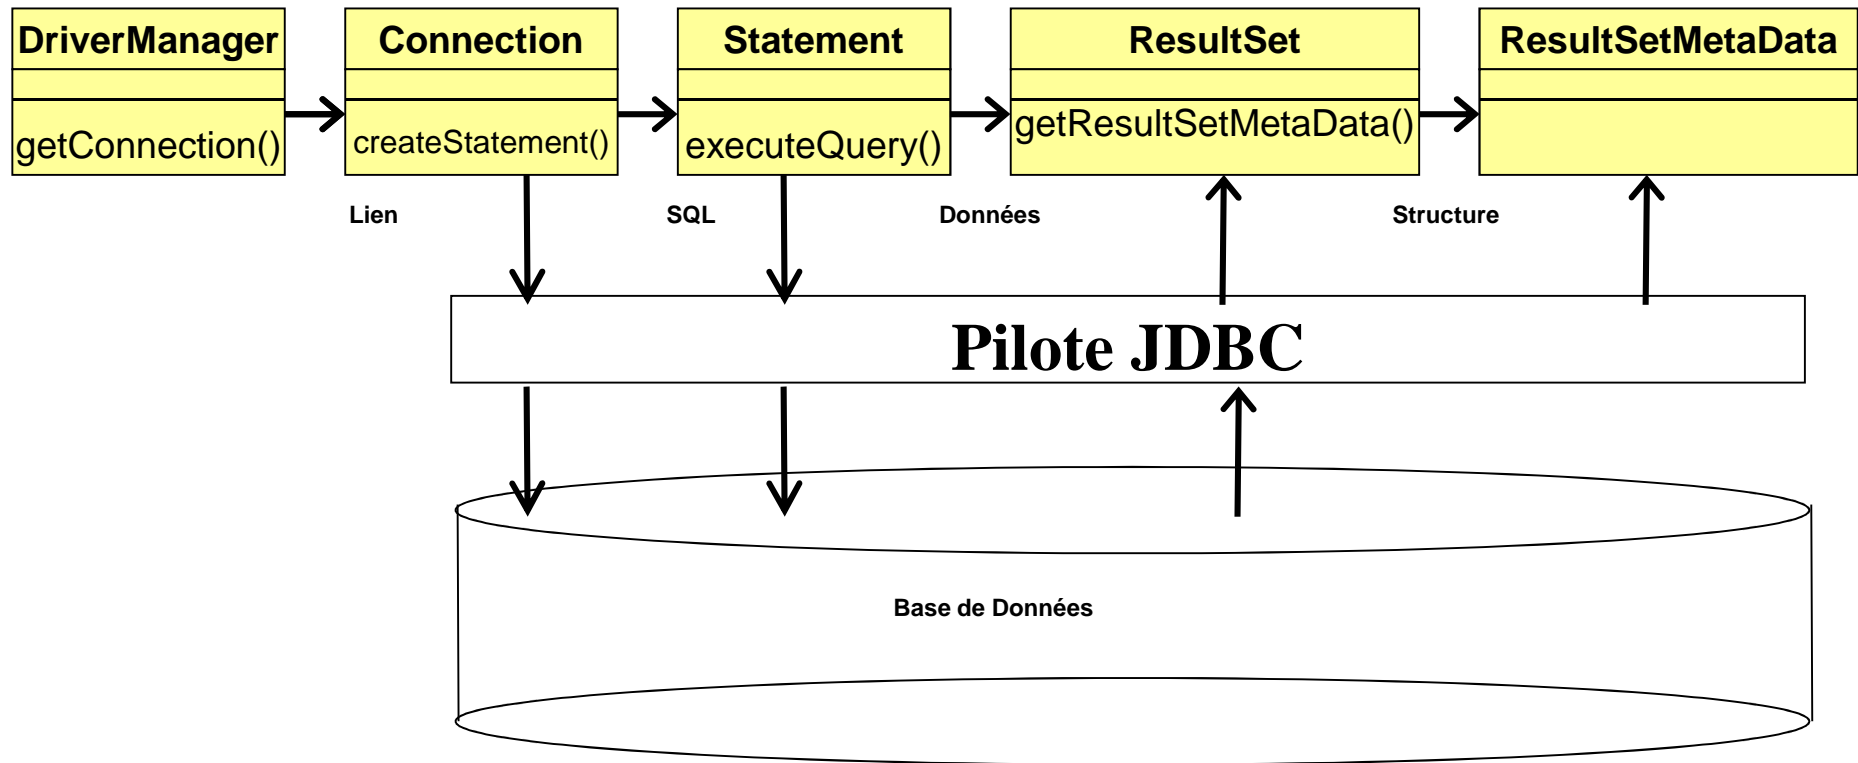 DriverManager
Connection
Statement
ResultSet
ResultSetMetaData
getConnection()
createStatement()
executeQuery()
getResultSetMetaData()
Lien
SQL
Données
Structure
Pilote JDBC
Base de Données